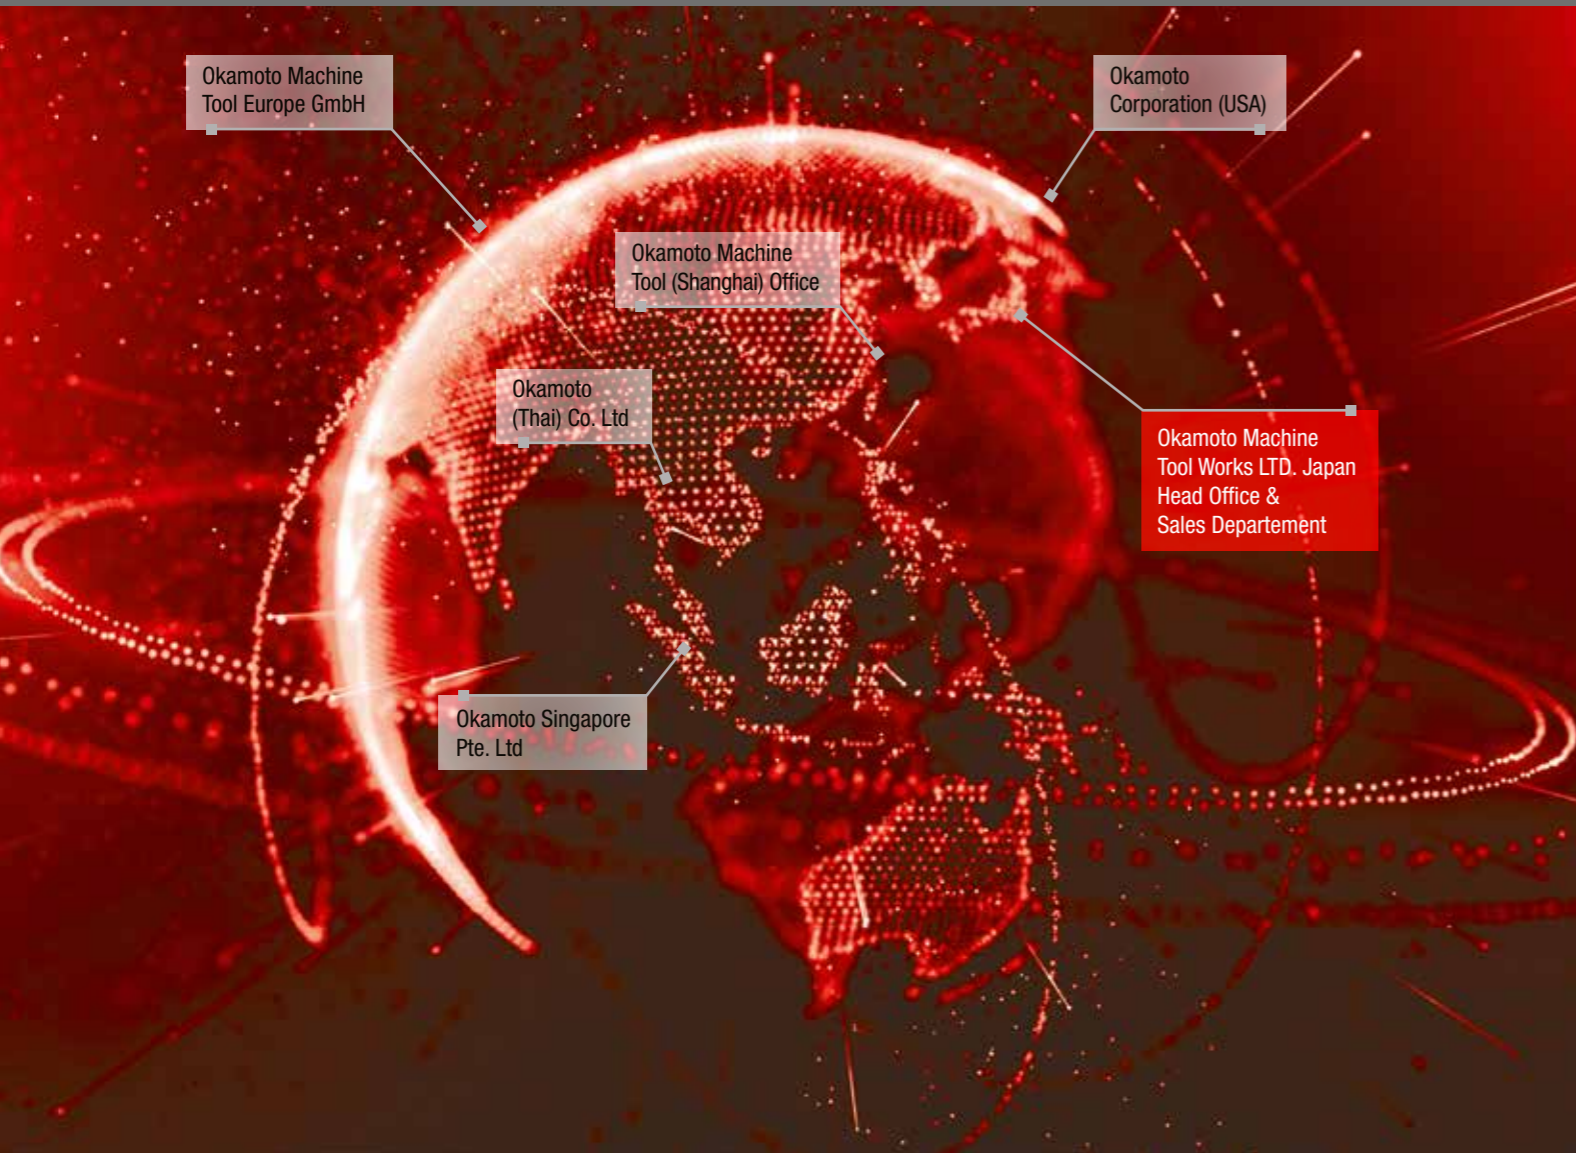 Okamoto Machine
Tool Europe GmbH
Okamoto
Corporation (USA)
Okamoto Machine
Tool (Shanghai) Office
Okamoto
(Thai) Co. Ltd
Okamoto Machine
Tool Works LTD. Japan
Head Office &
Sales Departement
Okamoto Singapore
Pte. Ltd